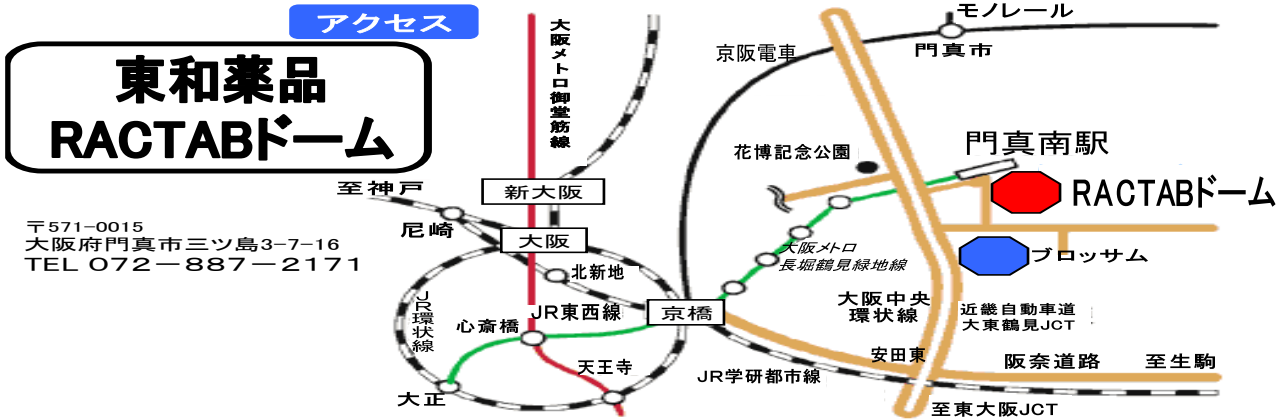 アクセス
東和薬品
RACTABドーム
〒571-0015
大阪府門真市三ツ島3-7-16
TEL 072－887－2171
至神戸
尼崎
大阪メトロ御堂筋線
新大阪
大阪
北新地
JR東西線
JR環状線
心斎橋
大正
天王寺
京橋
京阪電車
モノレール
門真市
花博記念公園
門真南駅
RACTABドーム
ブロッサム
大阪メトロ
長堀鶴見緑地線
大阪中央
環状線
近畿自動車道
大東鶴見JCT
安田東
阪奈道路
至生駒
JR学研都市線
至東大阪JCT